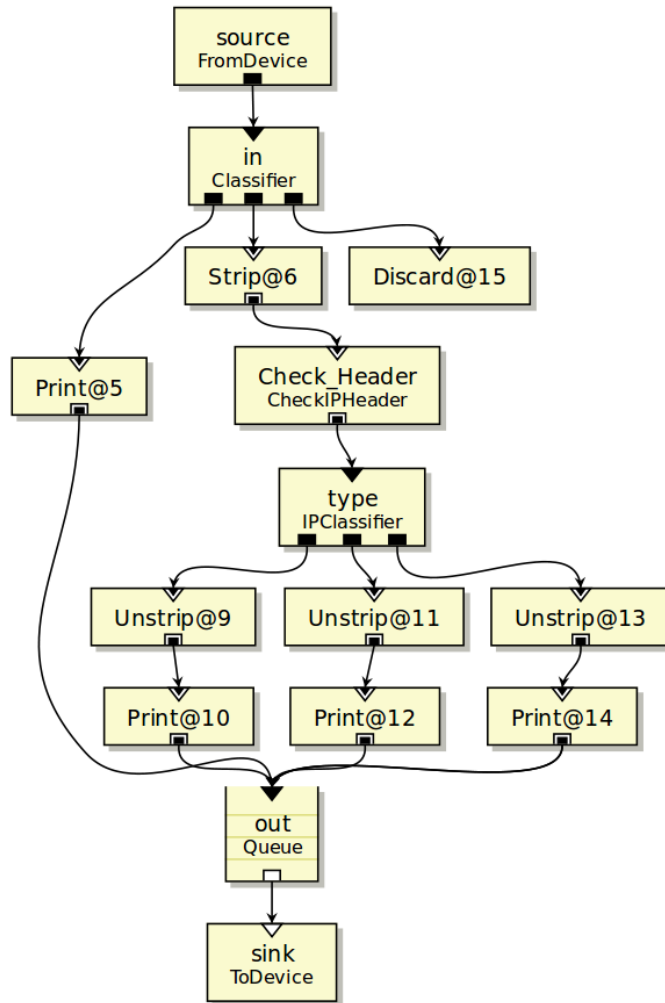 source
FromDevice
in
Classifier
Strip@6
Discard@15
Print@5
Check_Header
CheckIPHeader
type
IPClassifier
Unstrip@9
Unstrip@11
Unstrip@13
Print@10
Print@12
Print@14
out
Queue
sink
ToDevice